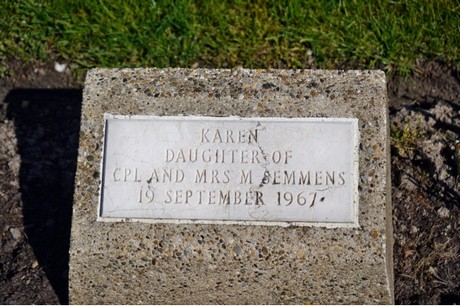 KAREN
DAUGHTER OF
CPL AND MRS M SEMMENS
19 SEPTEMBER 1967